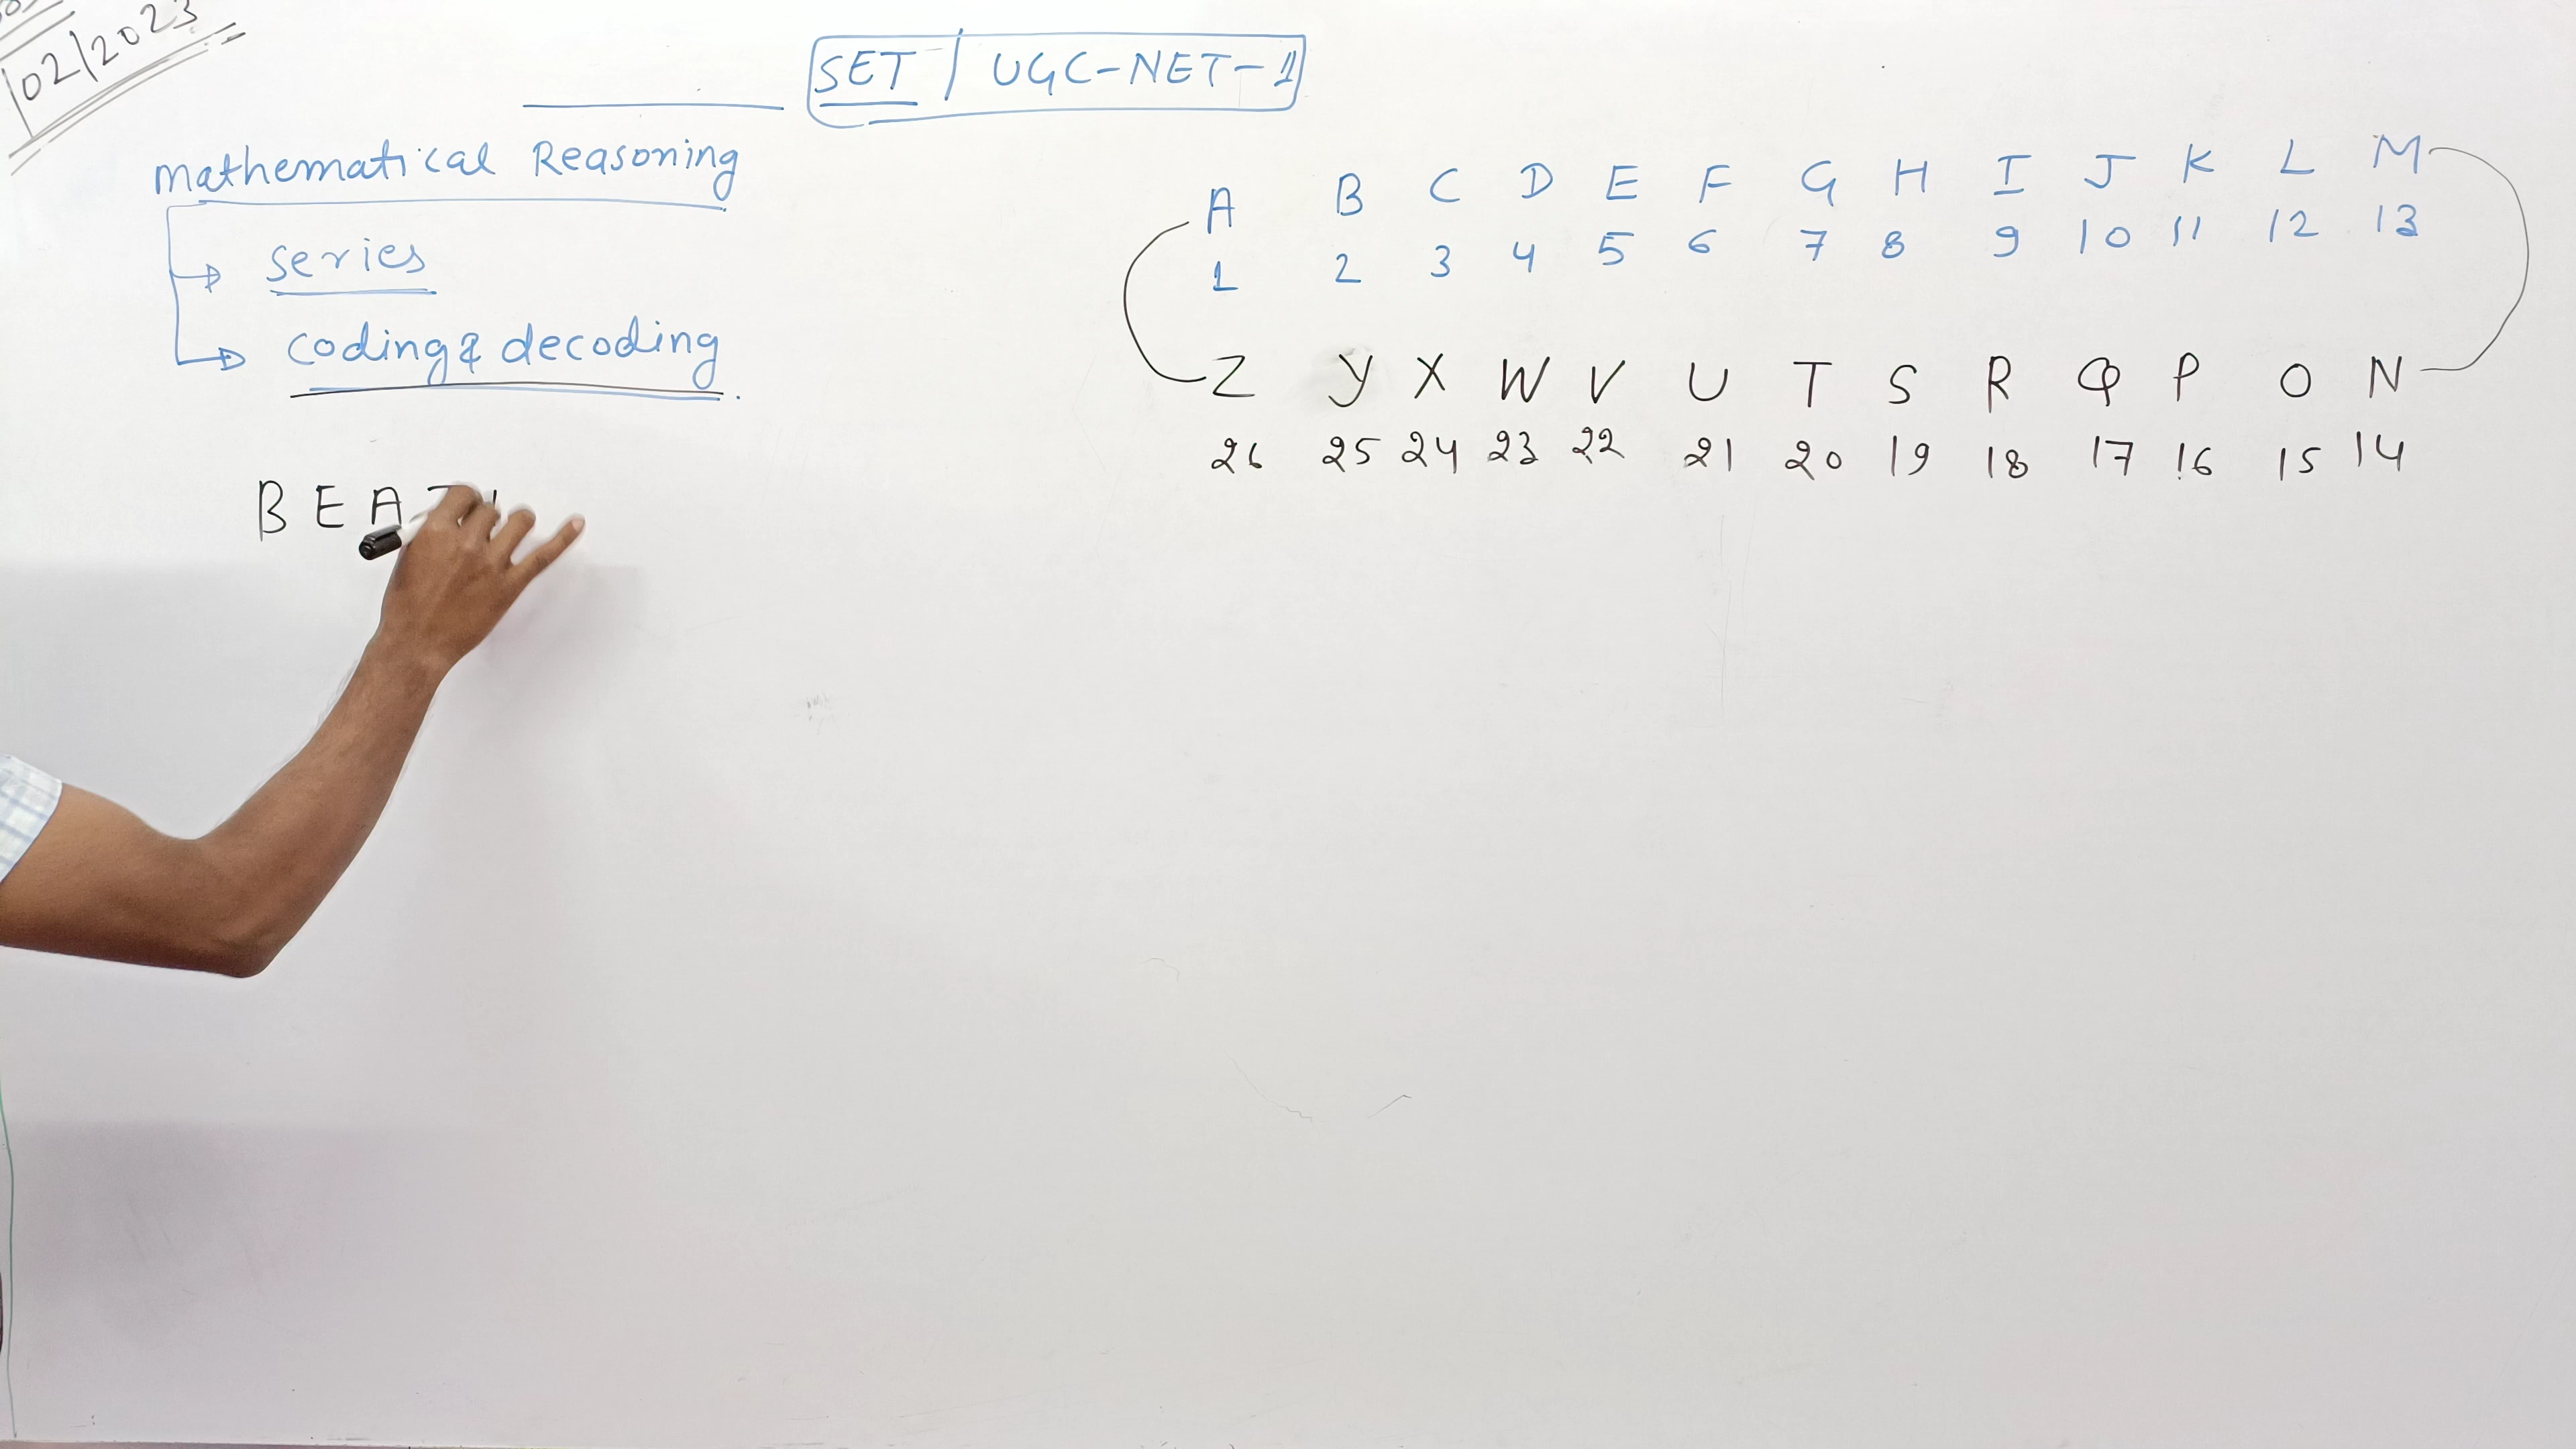 02/2023
SET / UGC-NET-1
Mathematical Reasoning
series
coding & decoding
A B C D E F G H I J K L M
1 2 3 4 5 6 7 8 9 10 11 12 13
Z Y X W V U T S R Q P O N
26 25 24 23 22 21 20 19 18 17 16 15 14
B E A